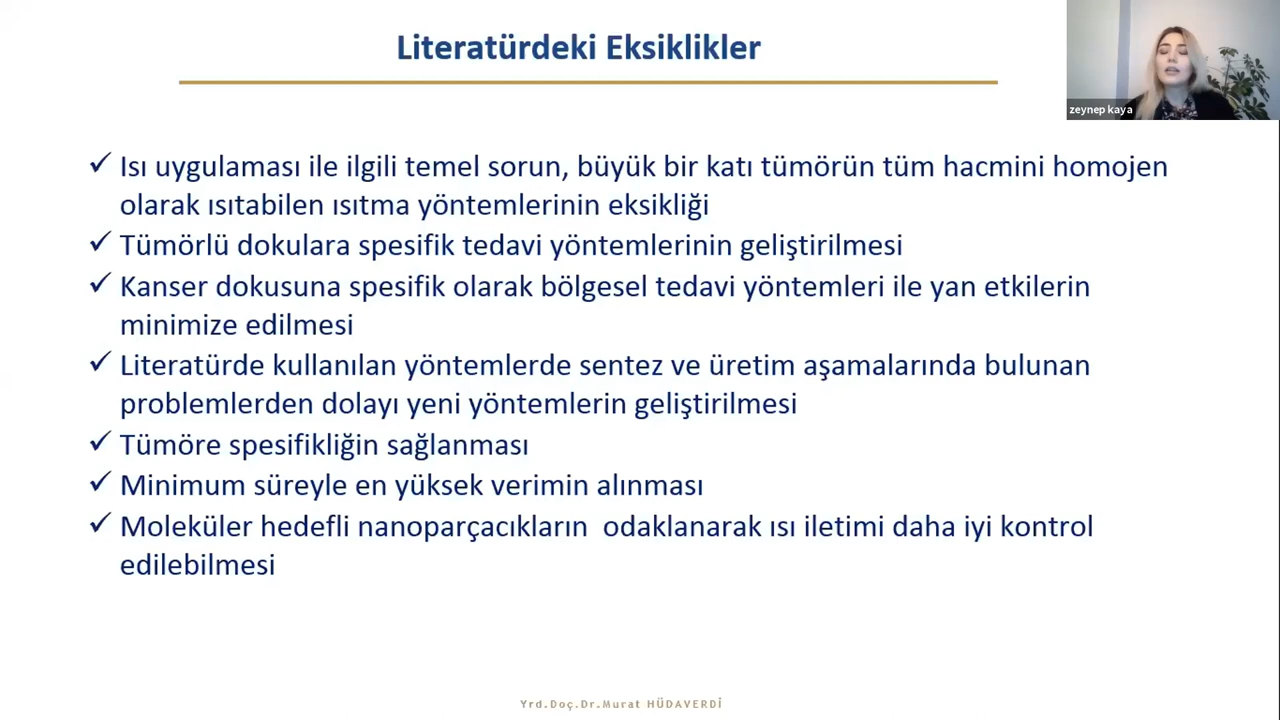 Literatürdeki Eksiklikler
zeynep kaya
✓ Isı uygulaması ile ilgili temel sorun, büyük bir katı tümörün tüm hacmini homojen
olarak ısıtabilen ısıtma yöntemlerinin eksikliği
✓ Tümörlü dokulara spesifik tedavi yöntemlerinin geliştirilmesi
✓ Kanser dokusuna spesifik olarak bölgesel tedavi yöntemleri ile yan etkilerin
minimize edilmesi
✓ Literatürde kullanılan yöntemlerde sentez ve üretim aşamalarında bulunan
problemlerden dolayı yeni yöntemlerin geliştirilmesi
✓ Tümöre spesifikliğin sağlanması
✓ Minimum süreyle en yüksek verimin alınması
✓ Moleküler hedefli nanoparçacıkların  odaklanarak ısı iletimi daha iyi kontrol
edilebilmesi
Yrd.Doç.Dr.Murat HÜDAVERDİ